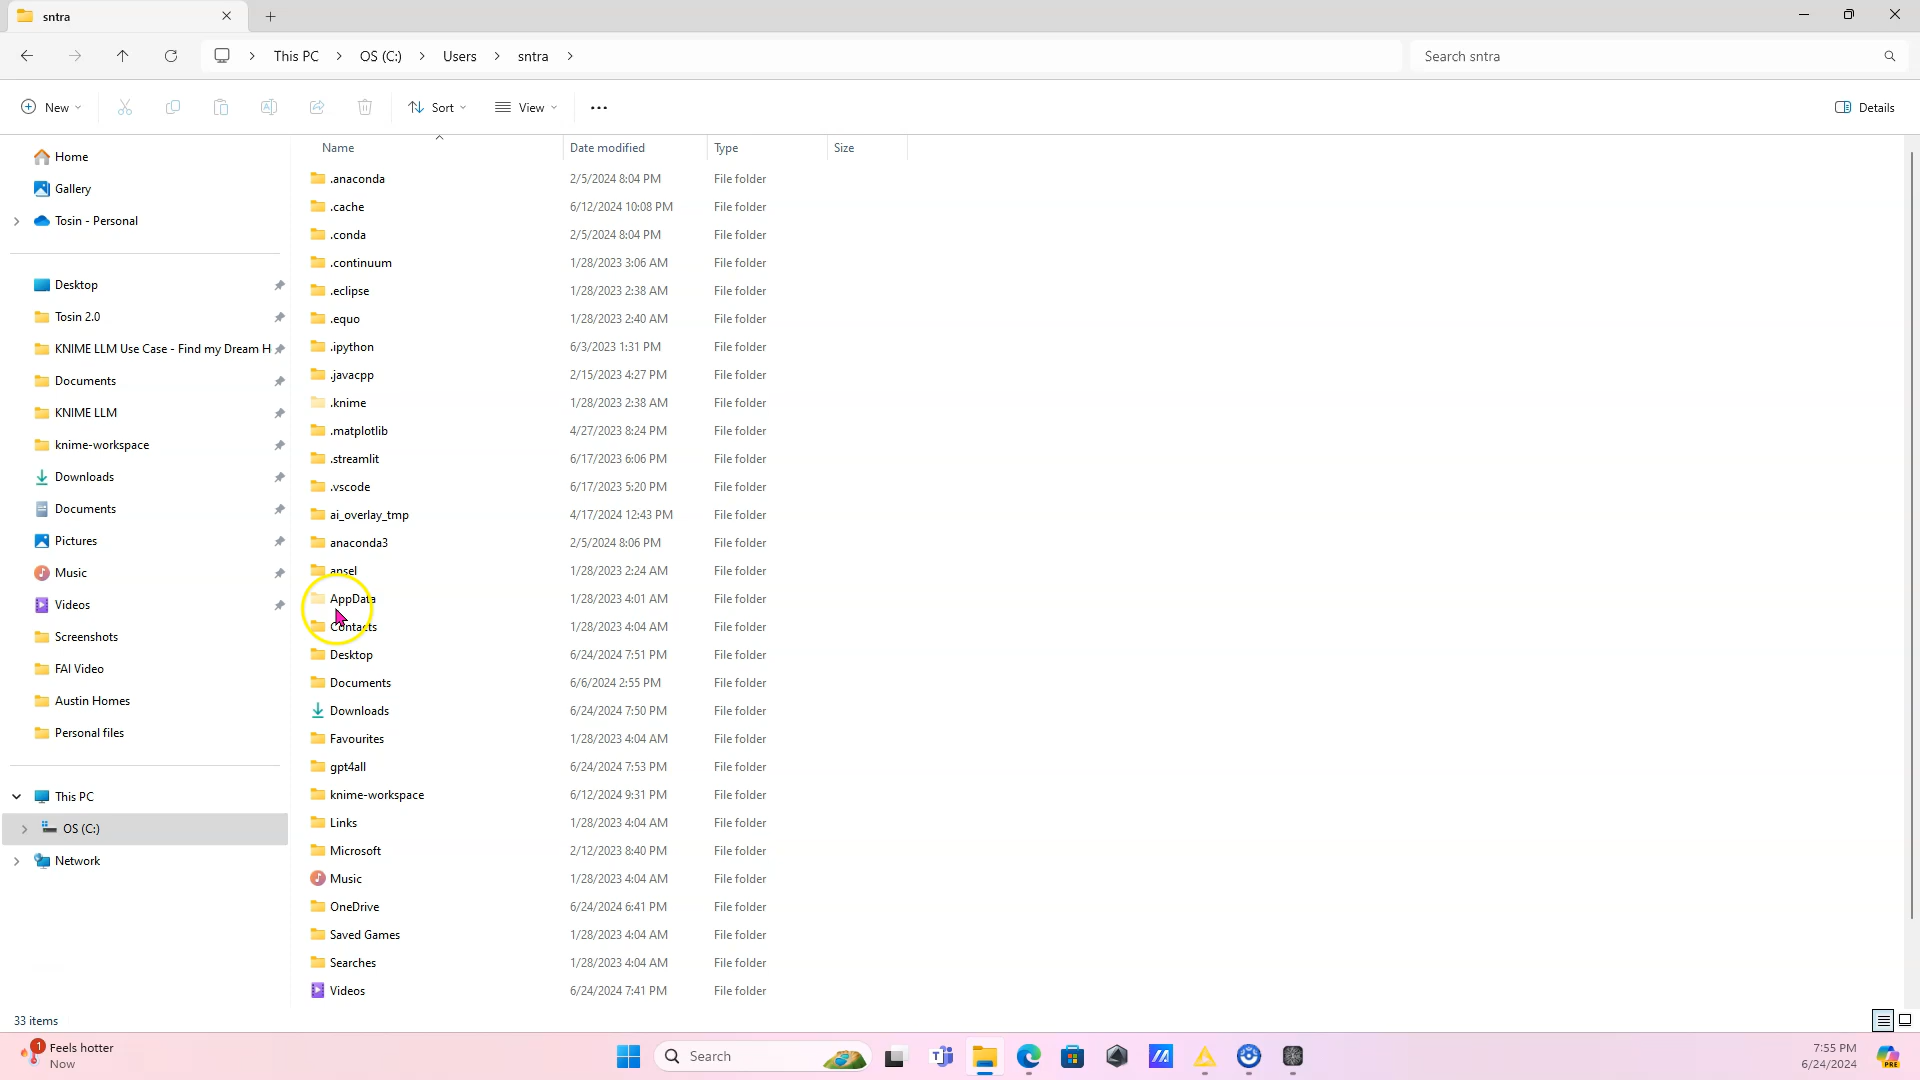 sntra
This PC > OS (C:) > Users > sntra >
Search sntra
New
Sort
View
Details
Name Date modified Type Size
Home
Gallery
Tosin - Personal
Desktop
Tosin 2.0
KNIME LLM Use Case - Find my Dream H
Documents
KNIME LLM
knime-workspace
Downloads
Documents
Pictures
Music
Videos
Screenshots
FAI Video
Austin Homes
Personal files
This PC
OS (C:)
Network
.anaconda 2/5/2024 8:04 PM File folder
.cache 6/12/2024 10:08 PM File folder
.conda 2/5/2024 8:04 PM File folder
.continuum 1/28/2023 3:06 AM File folder
.eclipse 1/28/2023 2:38 AM File folder
.equo 1/28/2023 2:40 AM File folder
.ipython 6/3/2023 1:31 PM File folder
.javacpp 2/15/2023 4:27 PM File folder
.knime 1/28/2023 2:38 AM File folder
.matplotlib 4/27/2023 8:24 PM File folder
.streamlit 6/17/2023 6:06 PM File folder
.vscode 6/17/2023 5:20 PM File folder
ai_overlay_tmp 4/17/2024 12:43 PM File folder
anaconda3 2/5/2024 8:06 PM File folder
ansel 1/28/2023 2:24 AM File folder
AppData 1/28/2023 4:01 AM File folder
Contacts 1/28/2023 4:04 AM File folder
Desktop 6/24/2024 7:51 PM File folder
Documents 6/6/2024 2:55 PM File folder
Downloads 6/24/2024 7:50 PM File folder
Favourites 1/28/2023 4:04 AM File folder
gpt4all 6/24/2024 7:53 PM File folder
knime-workspace 6/12/2024 9:31 PM File folder
Links 1/28/2023 4:04 AM File folder
Microsoft 2/12/2023 8:40 PM File folder
Music 1/28/2023 4:04 AM File folder
OneDrive 6/24/2024 6:41 PM File folder
Saved Games 1/28/2023 4:04 AM File folder
Searches 1/28/2023 4:04 AM File folder
Videos 6/24/2024 7:41 PM File folder
33 items
1
Feels hotter
Now
Search
PRE
7:55 PM
6/24/2024